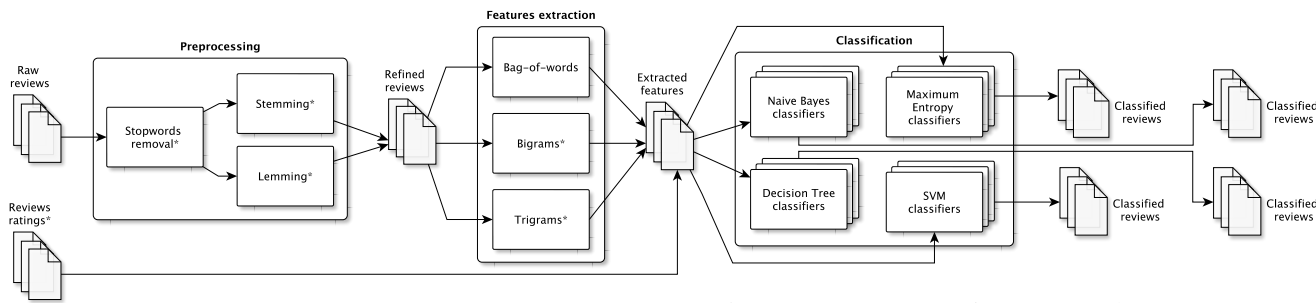 Preprocessing
Features extraction
Classification
Raw
reviews
Stopwords
removal*
Stemming*
Lemming*
Refined
reviews
Bag-of-words
Bigrams*
Trigrams*
Extracted
features
Naive Bayes
classifiers
Maximum
Entropy
classifiers
Decision Tree
classifiers
SVM
classifiers
Classified
reviews
Classified
reviews
Classified
reviews
Classified
reviews
Reviews
ratings*